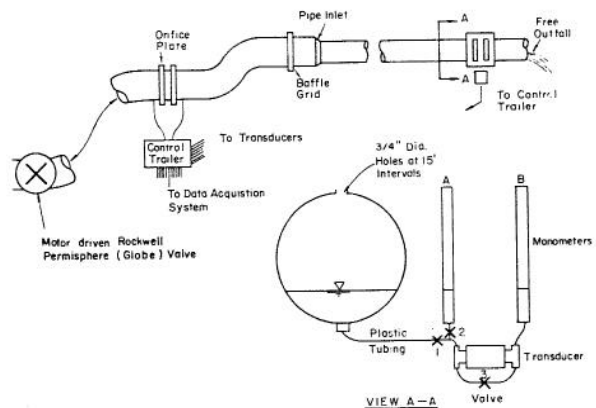 Pipe Inlet
Orifice
Plate
A
Free
Outfall
Baffle
Grid
A
To Control
Trailer
Control
Trailer
To Transducers
3/4" Dia.
Holes at 15'
Intervals
To Data Acquistion
System
A
B
Motor driven Rockwell
Permisphere (Globe) Valve
Manometers
Plastic
Tubing
1
2
Transducer
3
Valve
VIEW A-A